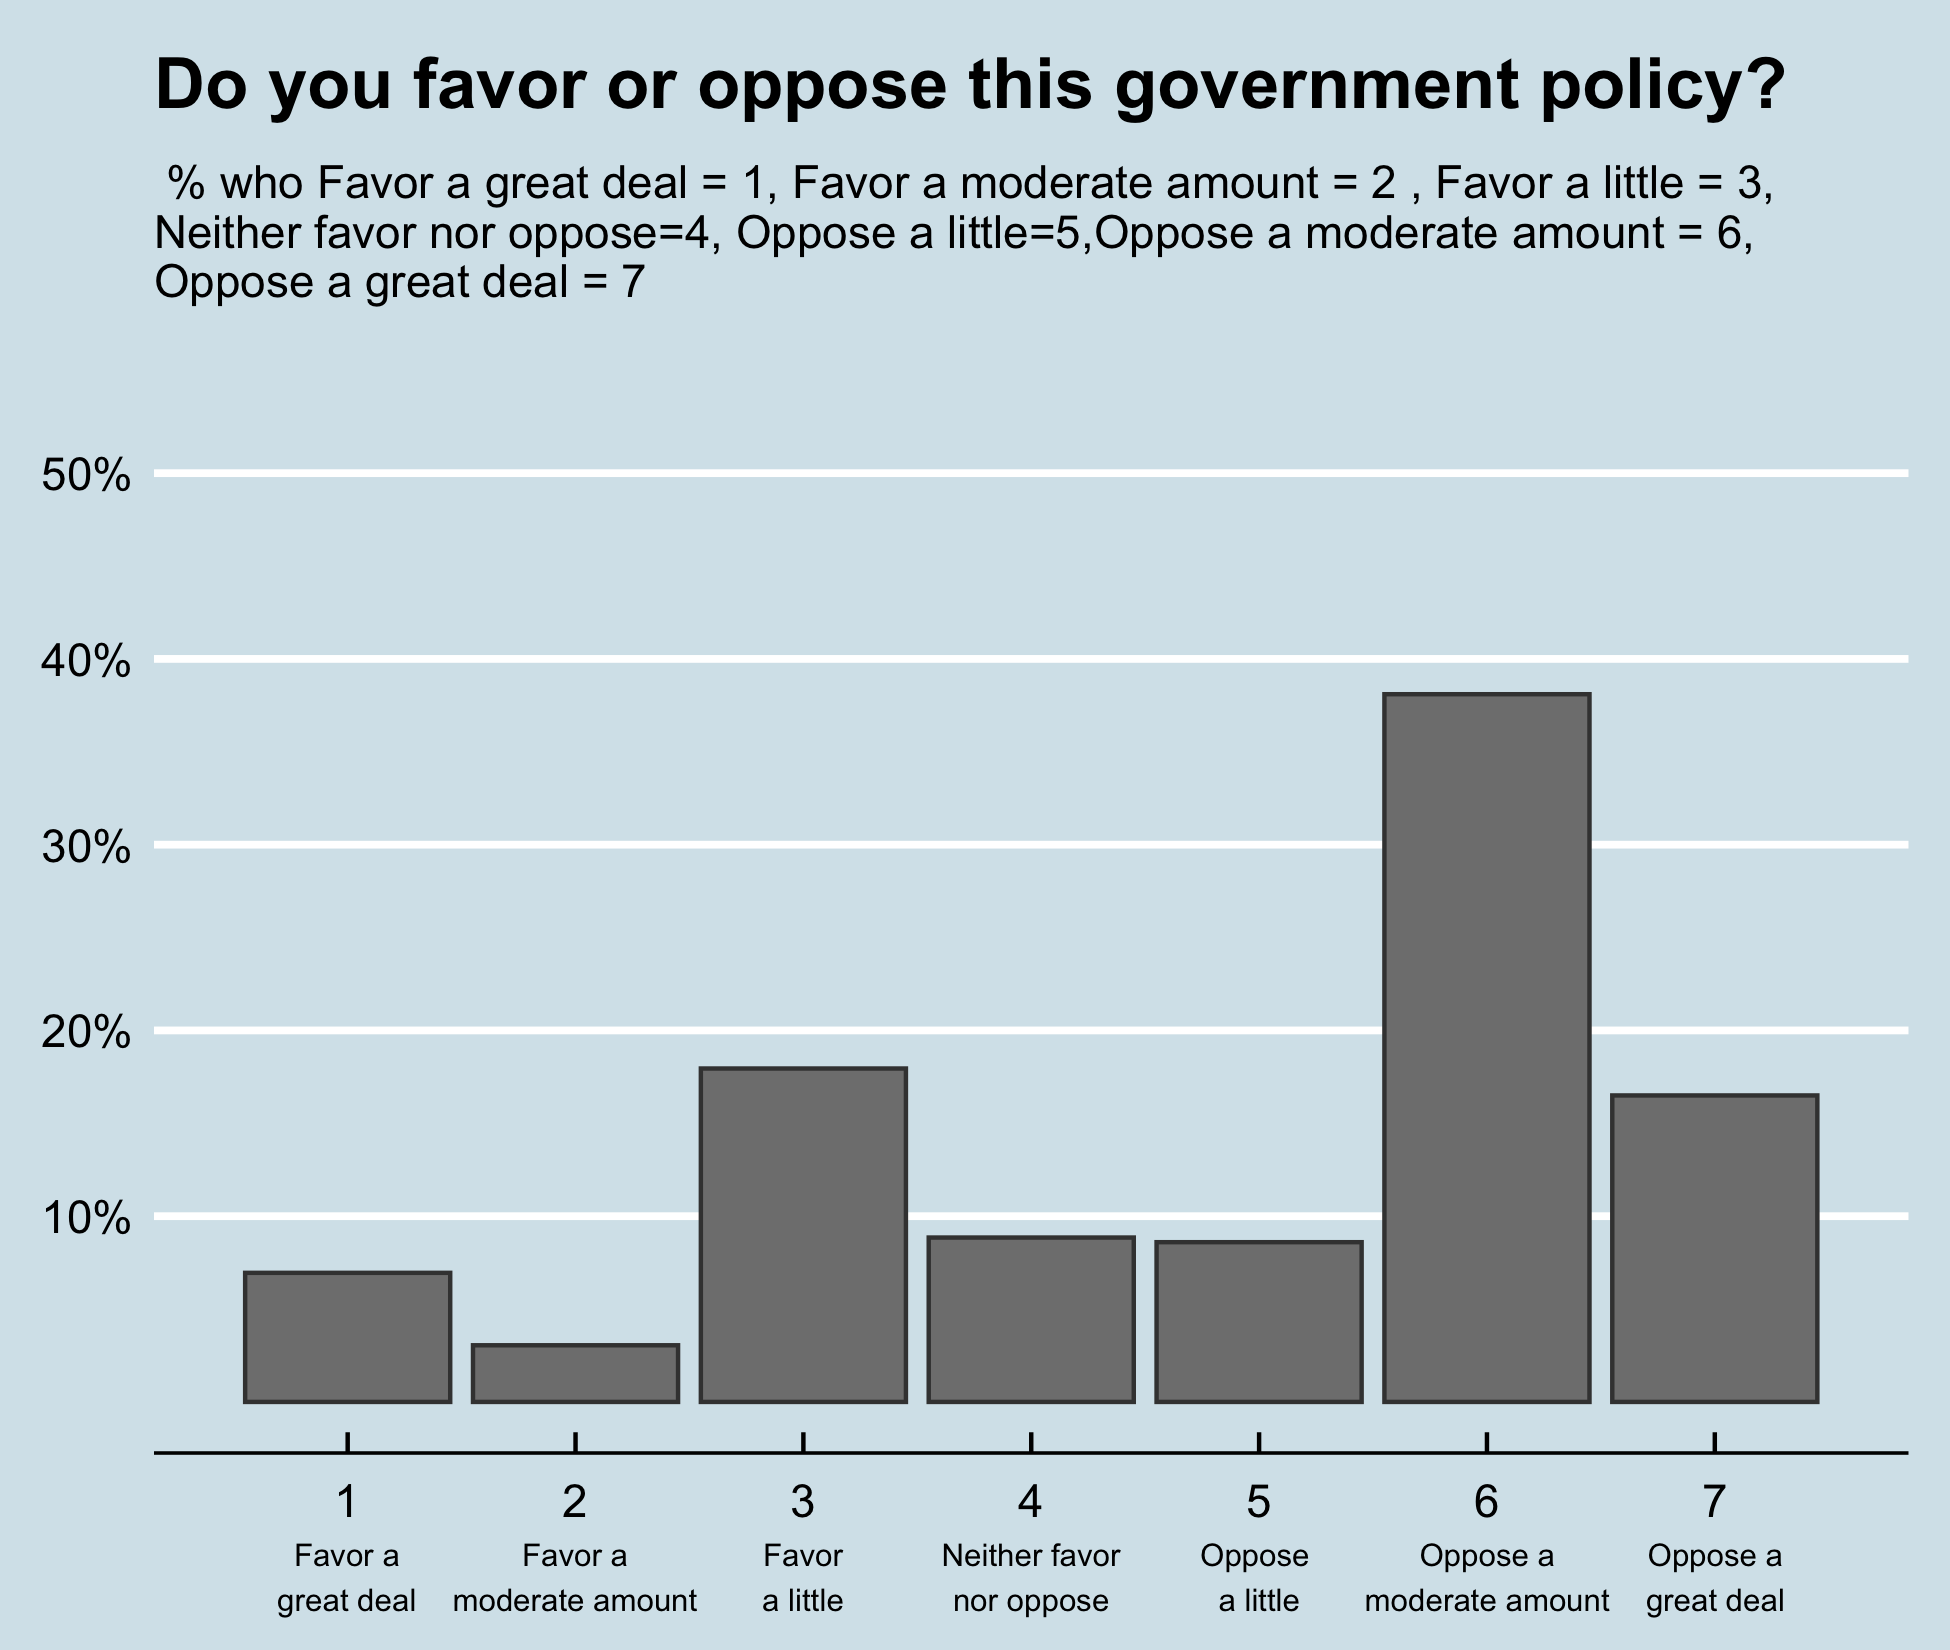 Do you favor or oppose this government policy?
% who Favor a great deal = 1, Favor a moderate amount = 2 , Favor a little = 3,
Neither favor nor oppose=4, Oppose a little=5,Oppose a moderate amount = 6,
Oppose a great deal = 7
50%
40%
30%
20%
10%
1 2 3 4 5 6 7
Favor a Favor a Favor Neither favor Oppose Oppose a Oppose a
great deal moderate amount a little nor oppose a little moderate amount great deal